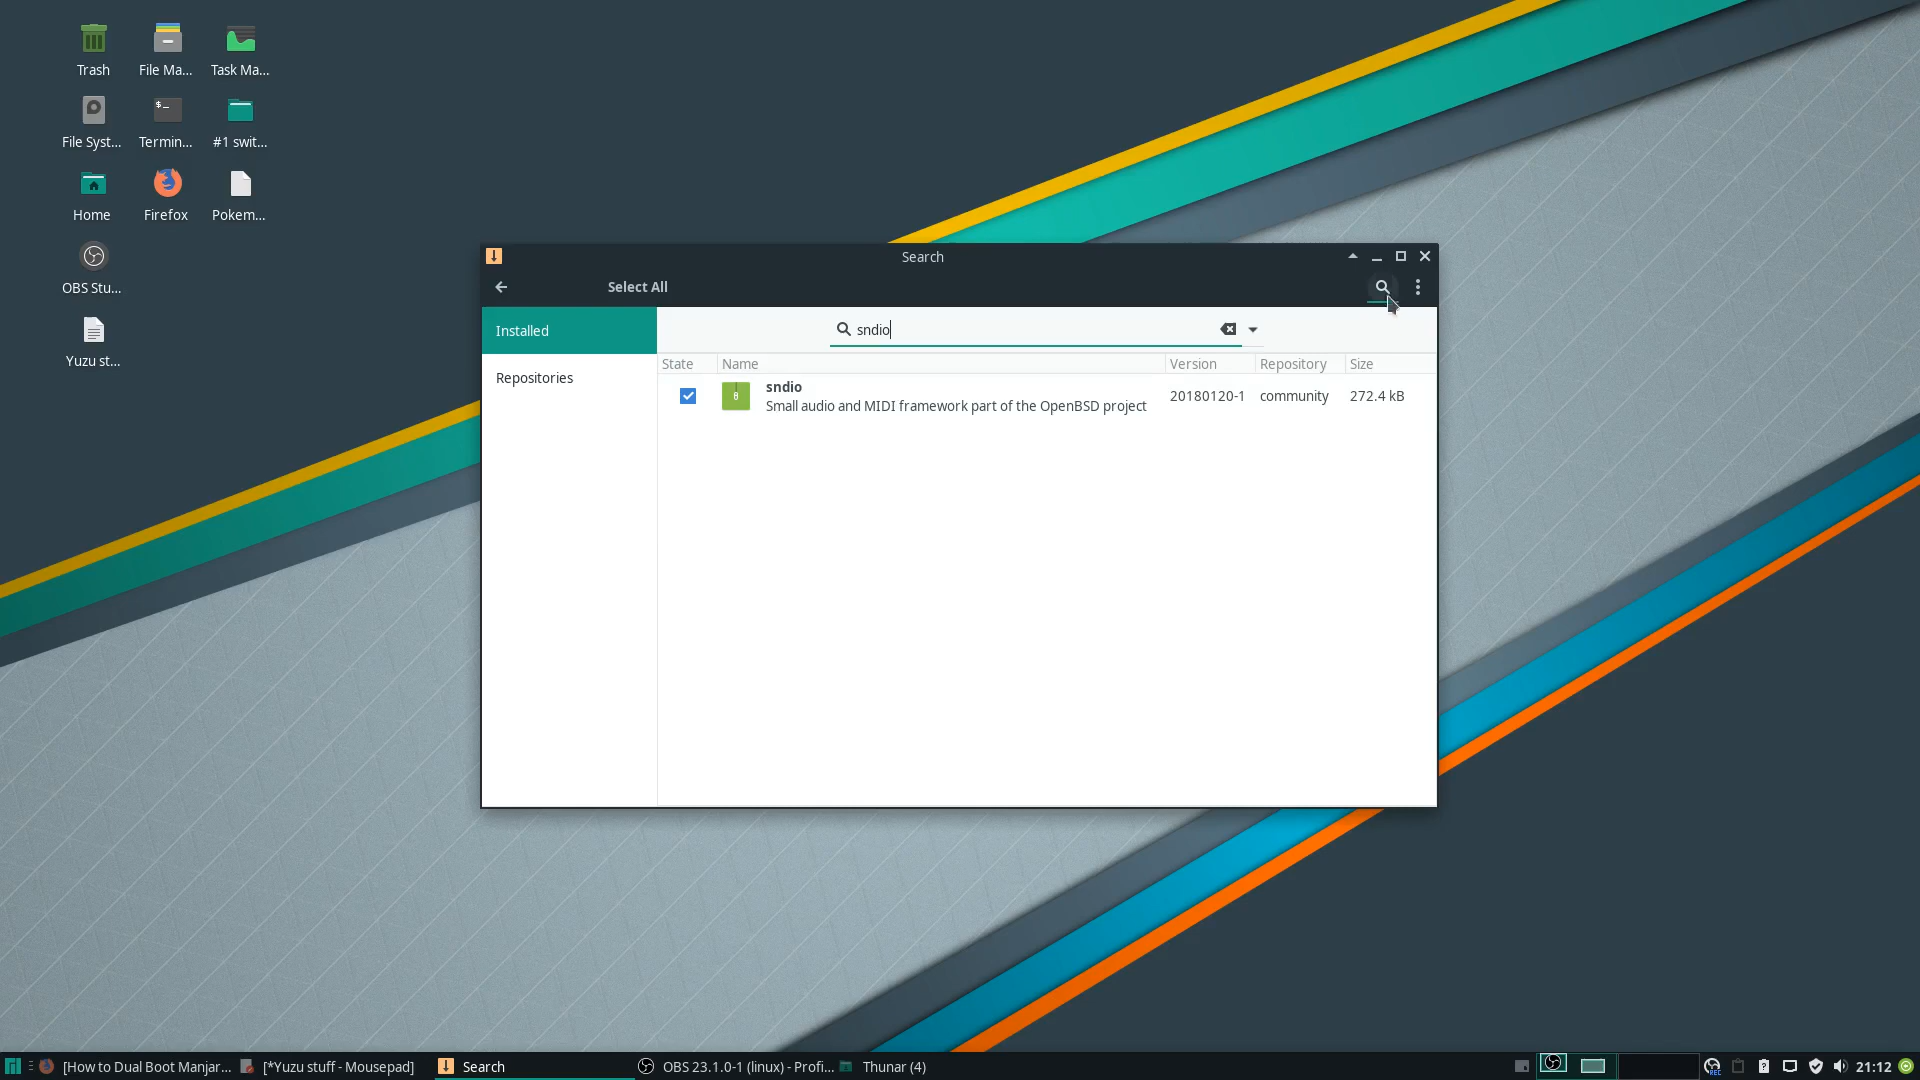 Trash
File Ma...
Task Ma...
File Syst...
Termin...
#1 swit...
Home
Firefox
Pokem...
OBS Stu...
Yuzu st...
Search
Select All
Installed
Repositories
sndio
State Name Version Repository Size
sndio
Small audio and MIDI framework part of the OpenBSD project
20180120-1 community 272.4 kB
[How to Dual Boot Manjar... [*Yuzu stuff - Mousepad] Search OBS 23.1.0-1 (linux) - Profi... Thunar (4) REC 21:12